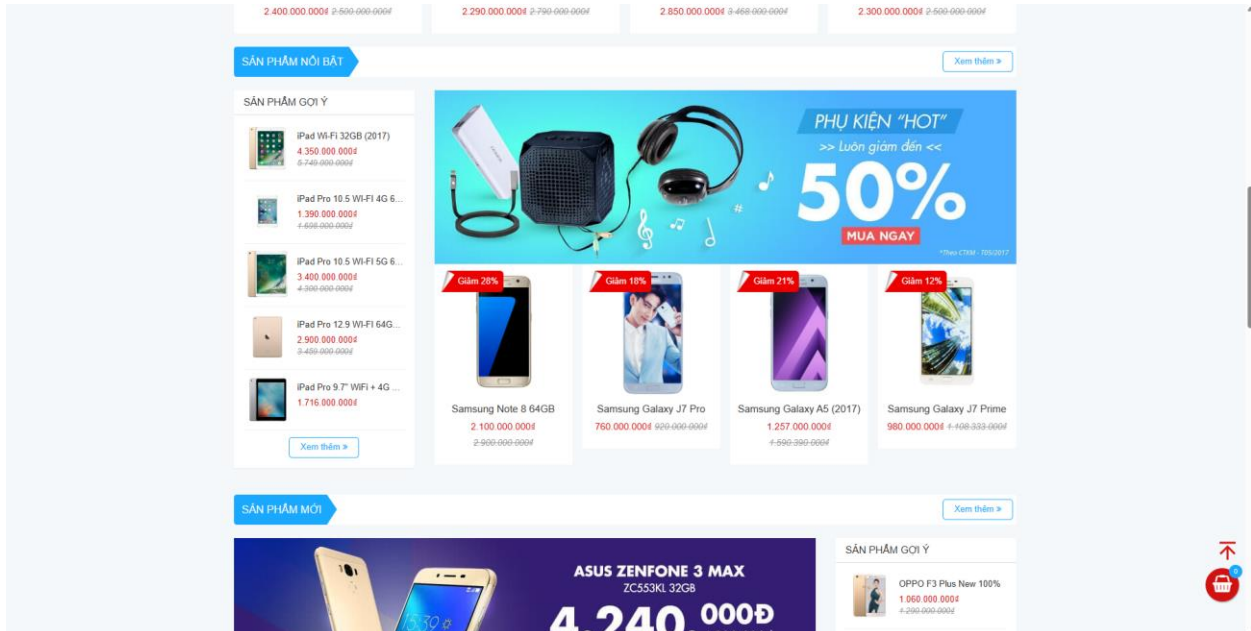 2.400.000.000₫ 2.500.000.000₫
2.290.000.000₫ 2.790.000.000₫
2.850.000.000₫ 3.468.000.000₫
2.300.000.000₫ 2.500.000.000₫
SẢN PHẨM NỔI BẬT
Xem thêm »
SẢN PHẨM GỢI Ý
iPad Wi-Fi 32GB (2017)
4.350.000.000₫
5.749.000.000₫
iPad Pro 10.5 WI-FI 4G 6...
1.390.000.000₫
1.698.000.000₫
iPad Pro 10.5 WI-FI 5G 6...
3.400.000.000₫
4.300.000.000₫
iPad Pro 12.9 WI-FI 64G...
2.900.000.000₫
3.459.000.000₫
iPad Pro 9.7" WiFi + 4G ...
1.716.000.000₫
Xem thêm »
PHỤ KIỆN "HOT"
>> Luôn giảm đến <<
50%
MUA NGAY
*Theo CTKM - T05/2017
Giảm 28%
Samsung Note 8 64GB
2.100.000.000₫
2.900.000.000₫
Giảm 18%
Samsung Galaxy J7 Pro
760.000.000₫ 920.000.000₫
Giảm 21%
Samsung Galaxy A5 (2017)
1.257.000.000₫
1.590.390.000₫
Giảm 12%
Samsung Galaxy J7 Prime
980.000.000₫ 1.108.333.000₫
SẢN PHẨM MỚI
Xem thêm »
ASUS ZENFONE 3 MAX
ZC553KL 32GB
4.240.000Đ
15:39
SẢN PHẨM GỢI Ý
OPPO F3 Plus New 100%
1.060.000.000₫
1.290.000.000₫
0